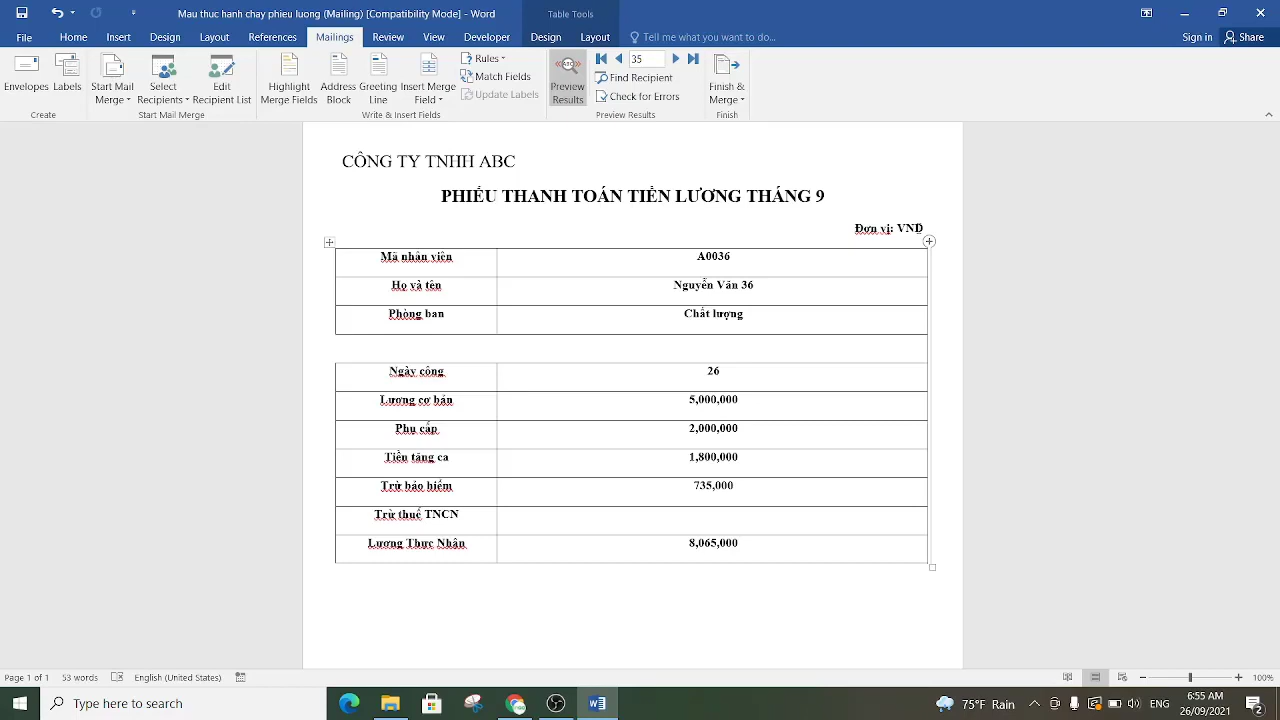 Mau thuc hanh chay phieu luong (1).docx - Word
Table Tools
File Home Insert Design Layout References Mailings Review View Developer Design Layout Tell me what you want to do... Sign in Share
Envelopes Labels
Create
Start Mail Merge
Select Recipients
Edit Recipient List
Start Mail Merge
Highlight Merge Fields
Address Block
Greeting Line
Insert Merge Field
Rules
Match Fields
Update Labels
Write & Insert Fields
ABC
Preview Results
35
Find Recipient
Check for Errors
Preview Results
Finish & Merge
Finish
CÔNG TY TNHH ABC
PHIẾU THANH TOÁN TIỀN LƯƠNG THÁNG 9
Đơn vị: VNĐ
Mã nhân viên A0036
Họ và tên Nguyễn Văn 36
Phòng ban Chất lượng
Ngày công 26
Lương cơ bản 5,000,000
Phụ cấp 2,000,000
Tiền tăng ca 1,800,000
Trừ bảo hiểm 735,000
Trừ thuế TNCN
Lương Thực Nhận 8,065,000
Page 1 of 1 53 words English (United States) 100%
Type here to search
77°F Rain
6:55 AM
26/09/2021
2